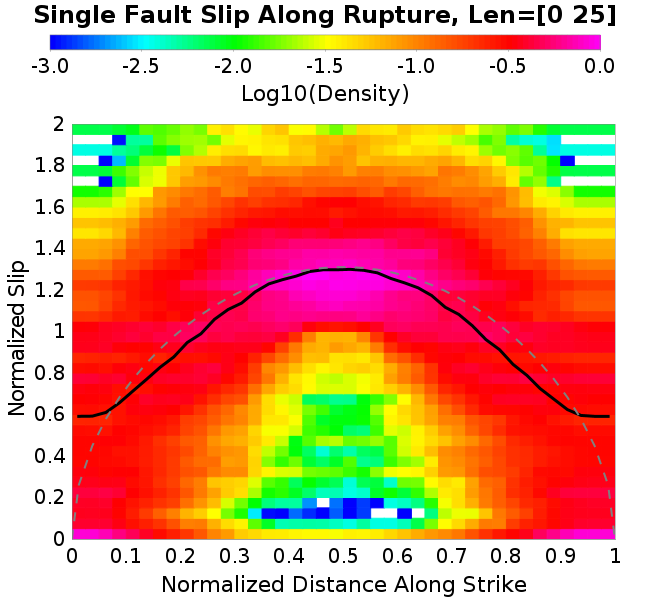 Single Fault Slip Along Rupture, Len=[0 25]
-3.0 -2.5 -2.0 -1.5 -1.0 -0.5 0.0
Log10(Density)
2
1.8
1.6
1.4
1.2
1
0.8
0.6
0.4
0.2
0
Normalized Slip
0 0.1 0.2 0.3 0.4 0.5 0.6 0.7 0.8 0.9 1
Normalized Distance Along Strike